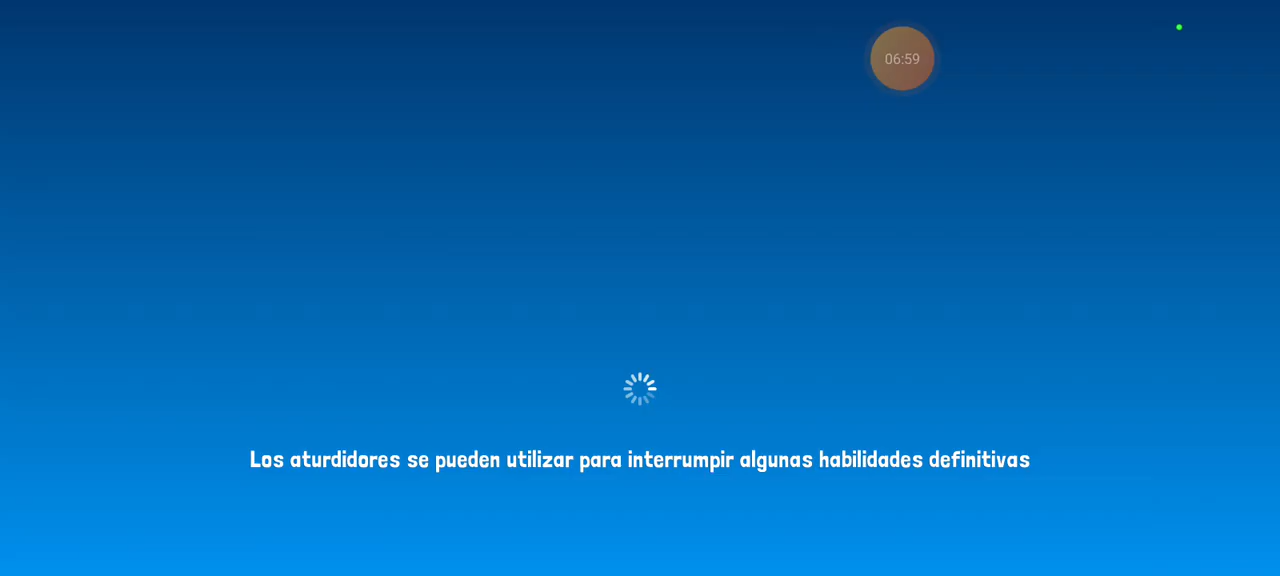 06:59
Los aturdidores se pueden utilizar para interrumpir algunas habilidades definitivas